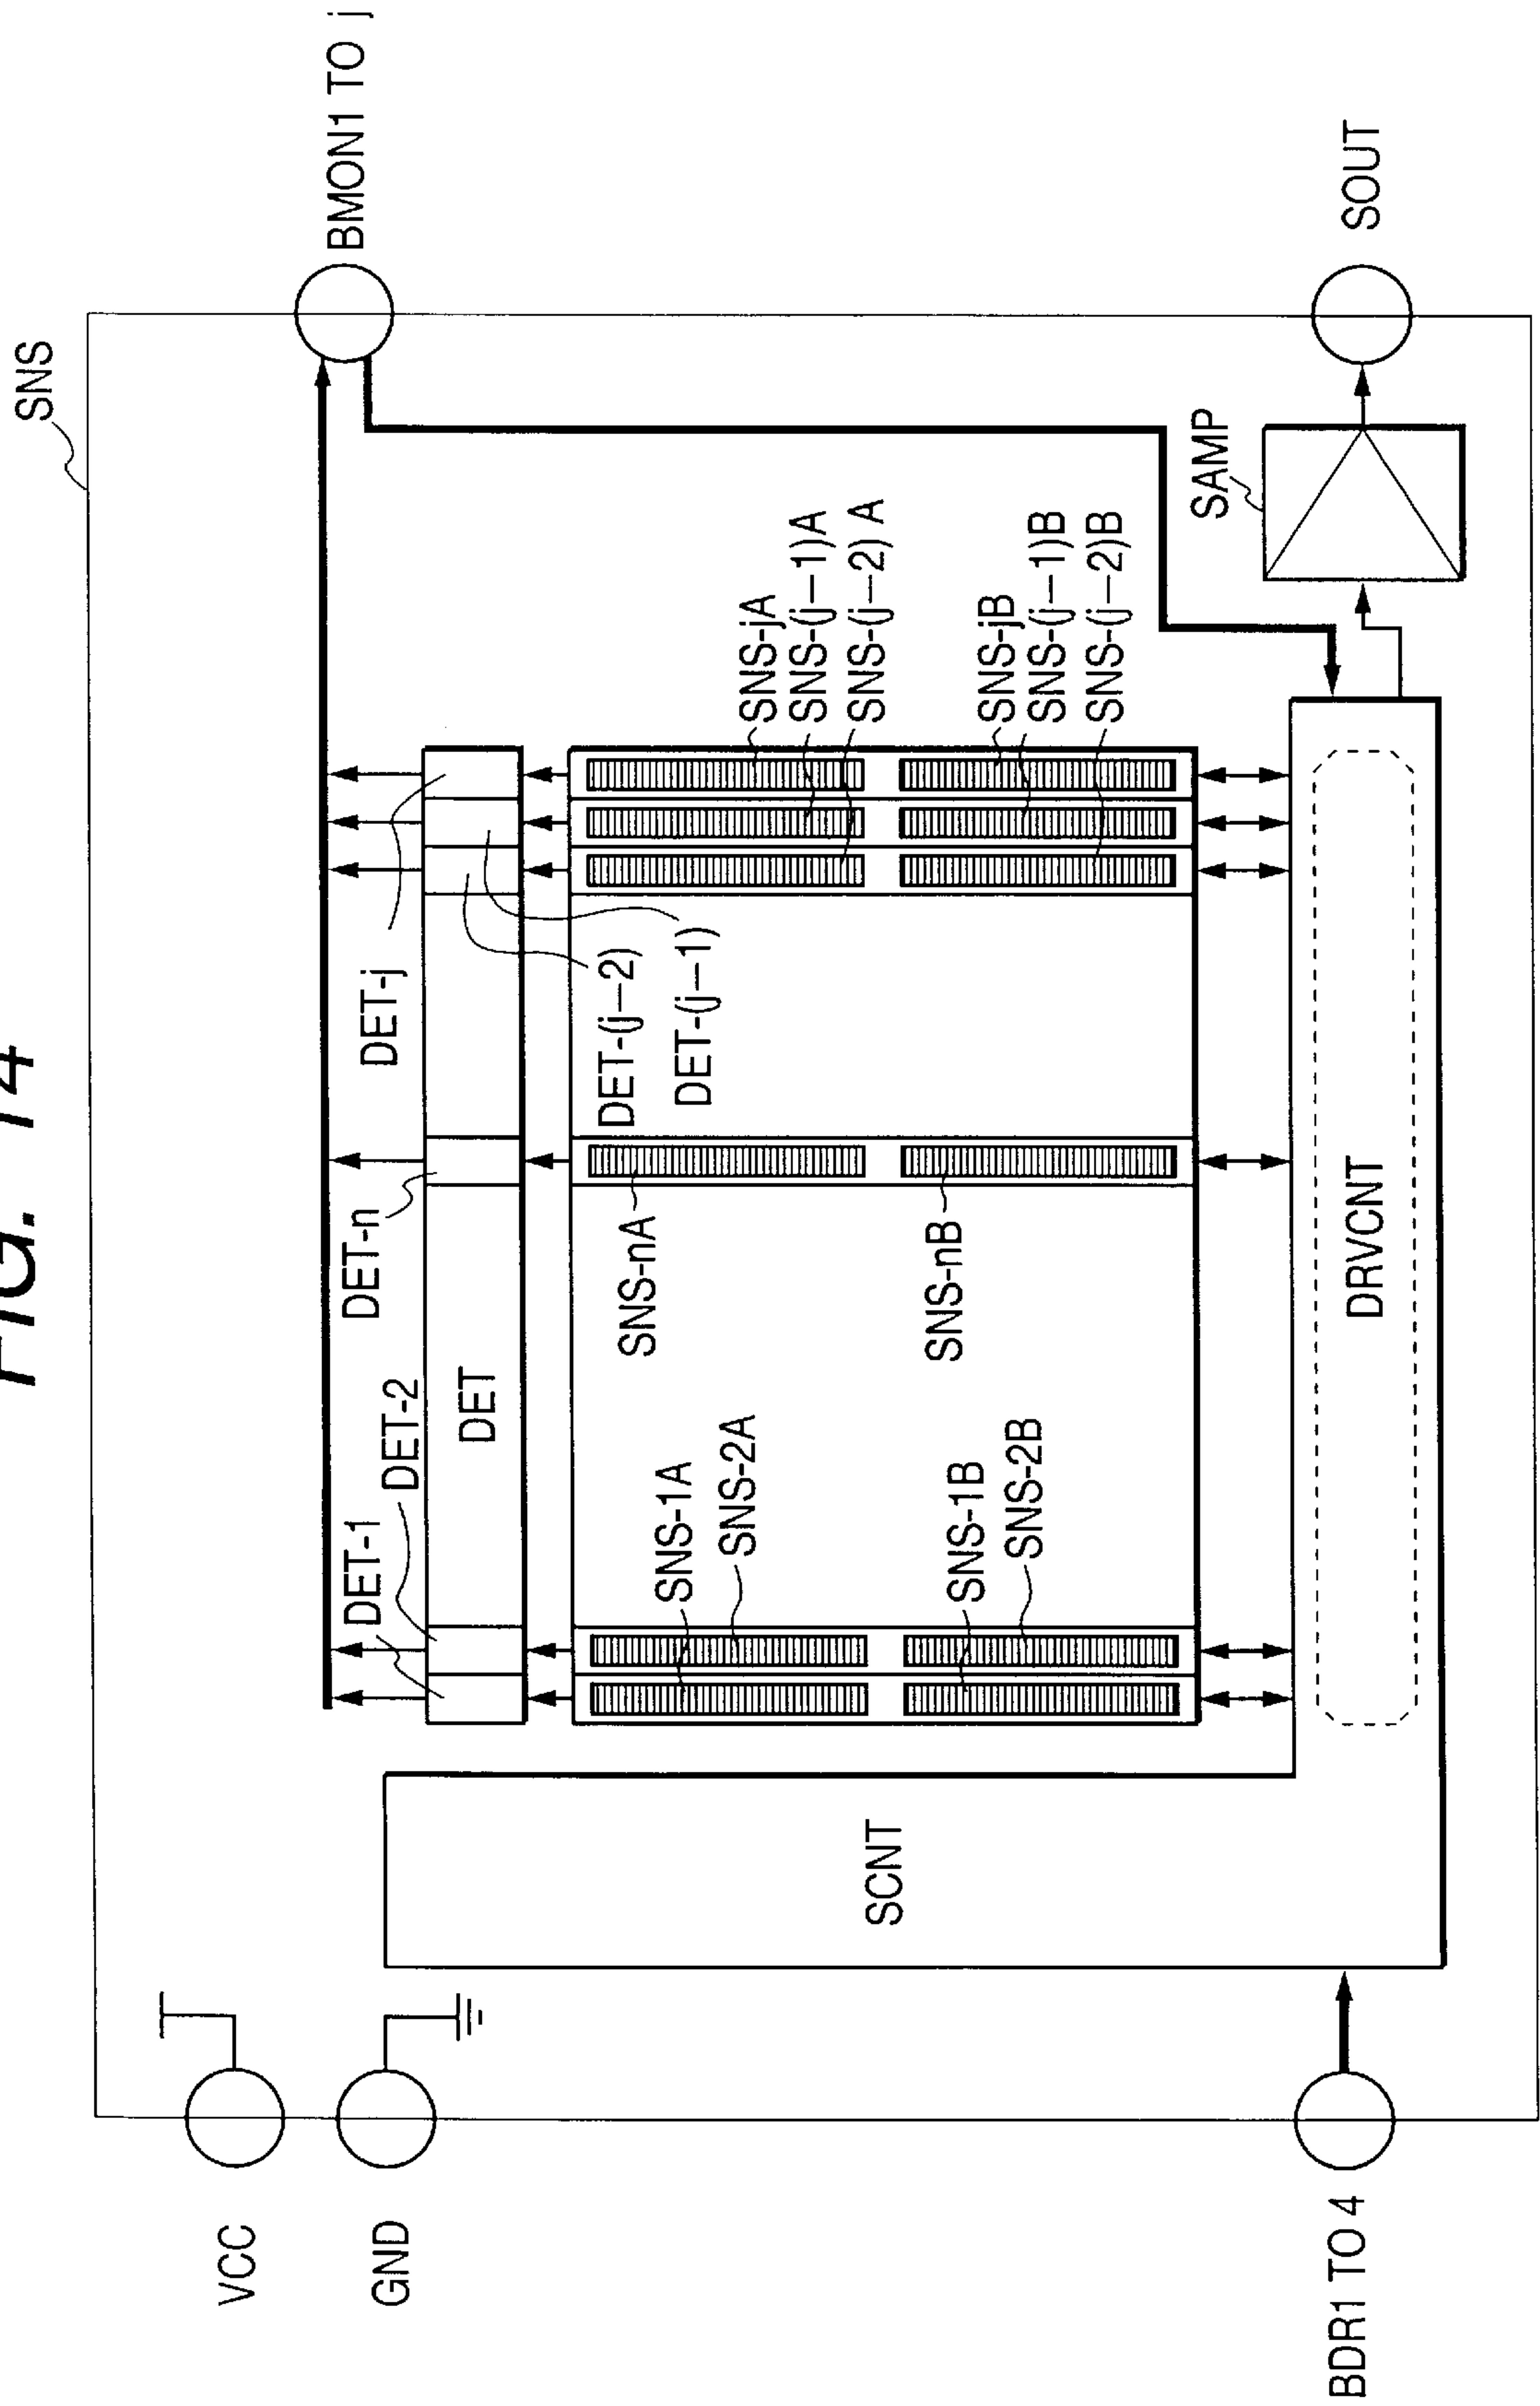 FIG. 14
SNS
VCC
GND
BDR1 TO 4
BMON1 TO j
SOUT
SAMP
SCNT
DRVCNT
DET
DET-1
DET-2
DET-n
DET-j
DET-(j-2)
DET-(j-1)
SNS-1A
SNS-2A
SNS-nA
SNS-jA
SNS-(j-1)A
SNS-(j-2) A
SNS-1B
SNS-2B
SNS-nB
SNS-jB
SNS-(j-1)B
SNS-(j-2)B